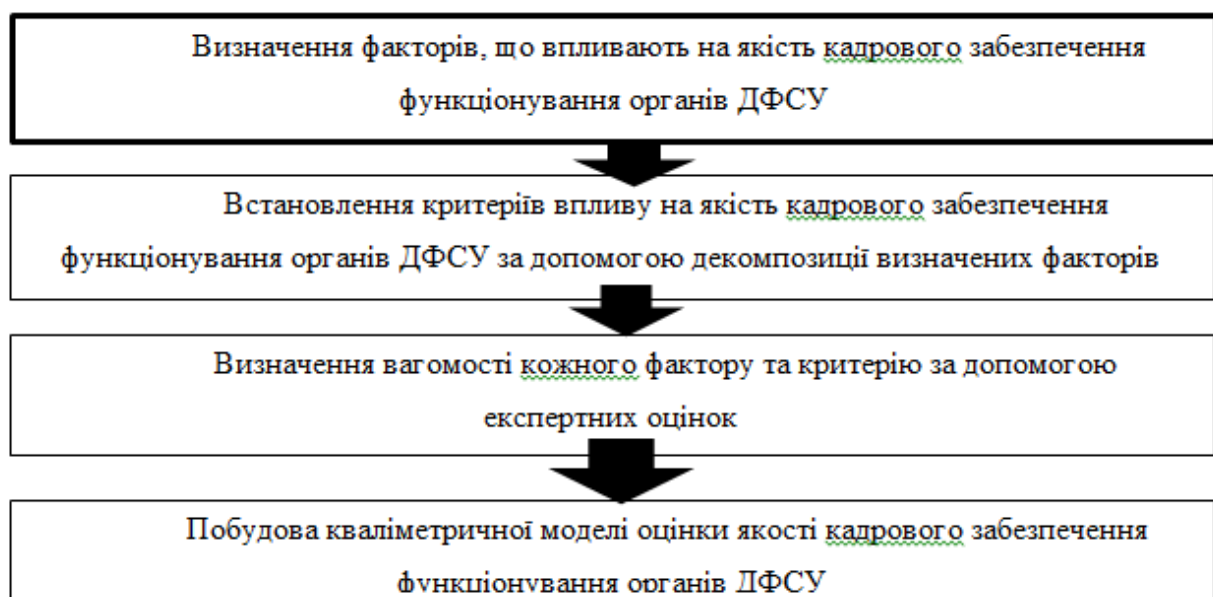 Визначення факторів, що впливають на якість кадрового забезпечення
функціонування органів ДФСУ
Встановлення критеріїв впливу на якість кадрового забезпечення
функціонування органів ДФСУ за допомогою декомпозиції визначених факторів
Визначення вагомості кожного фактору та критерію за допомогою
експертних оцінок
Побудова кваліметричної моделі оцінки якості кадрового забезпечення
функціонування органів ДФСУ